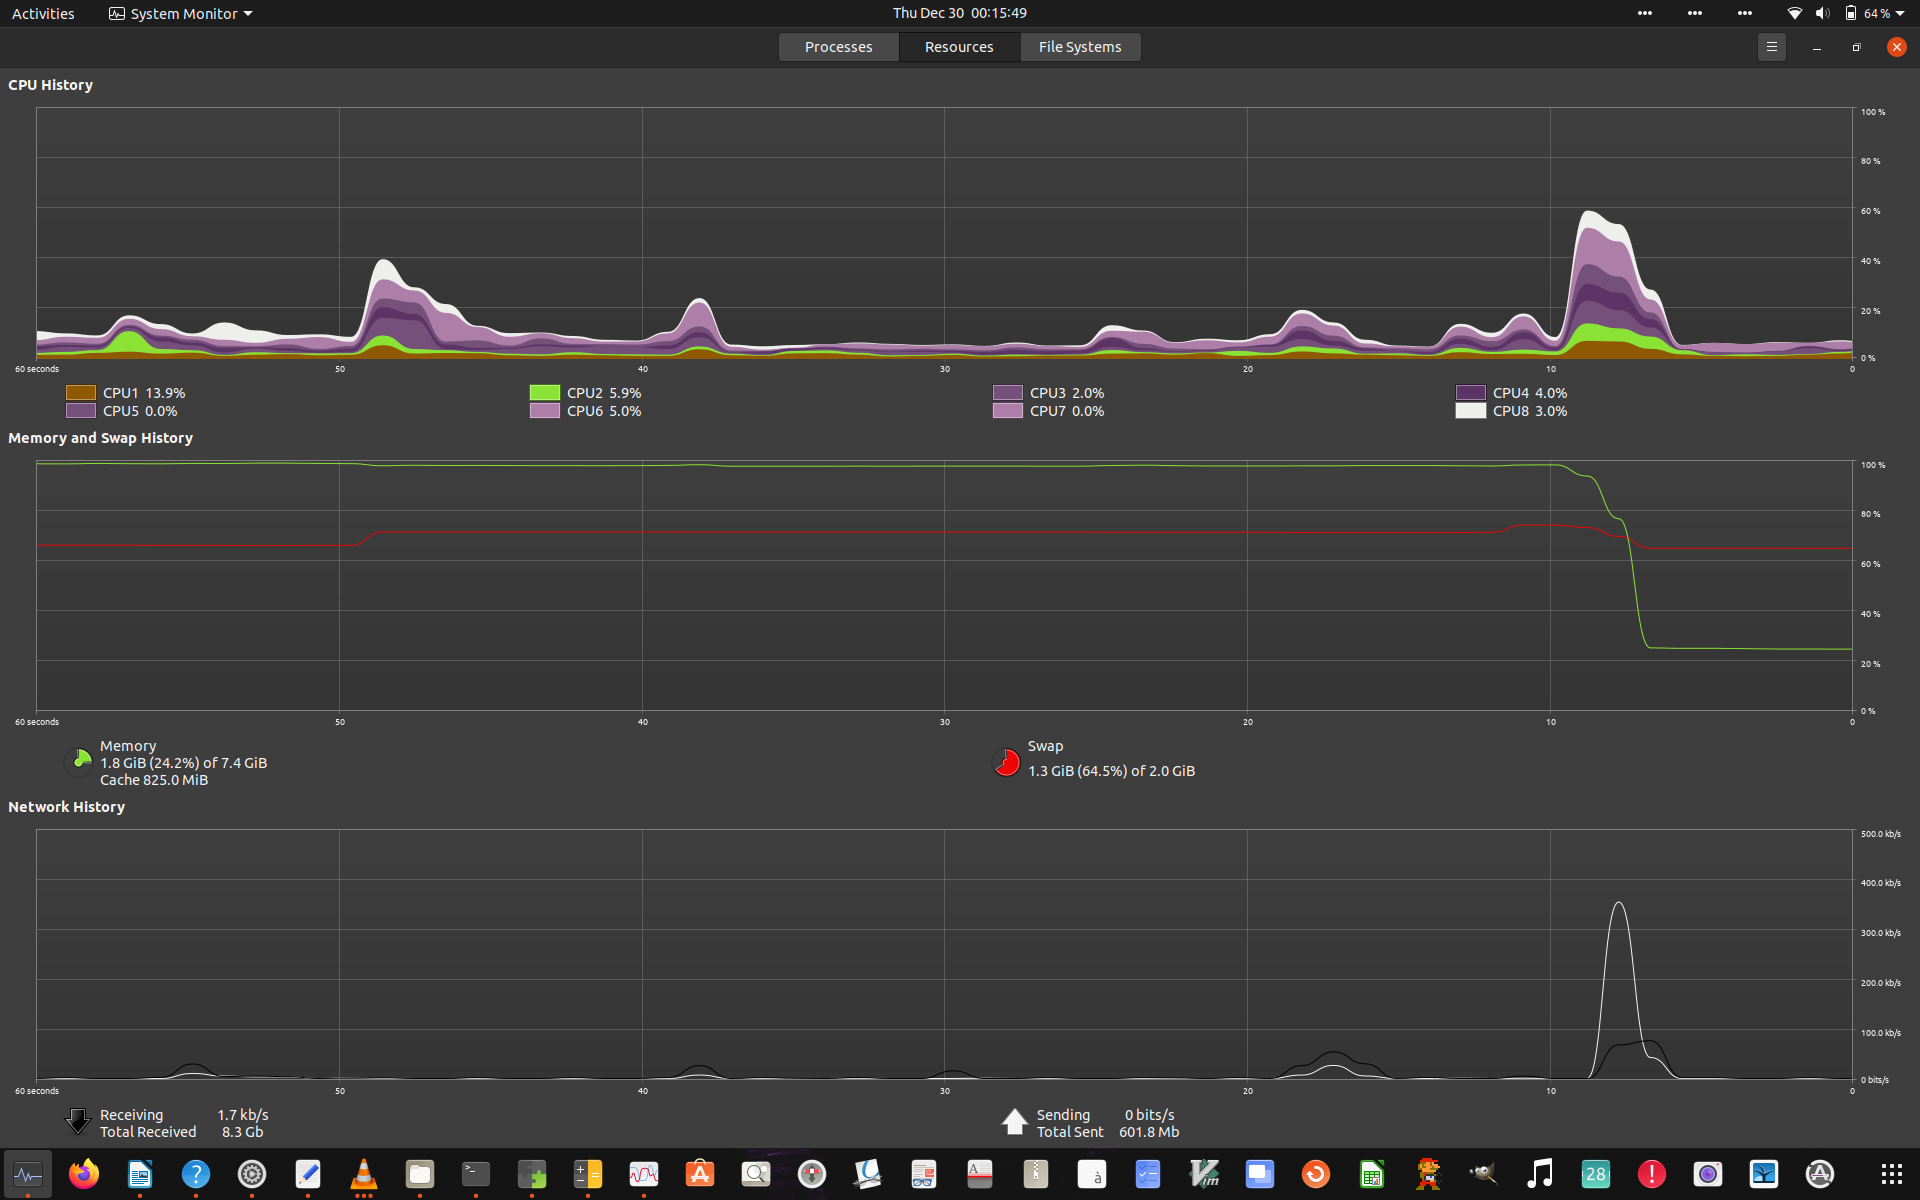 Activities System Monitor Thu Dec 30 00:15:49 64 %
Processes Resources File Systems
CPU History
100 %
80 %
60 %
40 %
20 %
0 %
60 seconds 50 40 30 20 10 0
CPU1 13.9% CPU2 5.9% CPU3 2.0% CPU4 4.0%
CPU5 0.0% CPU6 5.0% CPU7 0.0% CPU8 3.0%
Memory and Swap History
100 %
80 %
60 %
40 %
20 %
0 %
60 seconds 50 40 30 20 10 0
Memory
1.8 GiB (24.2%) of 7.4 GiB
Cache 825.0 MiB
Swap
1.3 GiB (64.5%) of 2.0 GiB
Network History
500.0 kb/s
400.0 kb/s
300.0 kb/s
200.0 kb/s
100.0 kb/s
0 bits/s
60 seconds 50 40 30 20 10 0
Receiving 1.7 kb/s
Total Received 8.3 Gb
Sending 0 bits/s
Total Sent 601.8 Mb
? >_ A à Vim 28 !